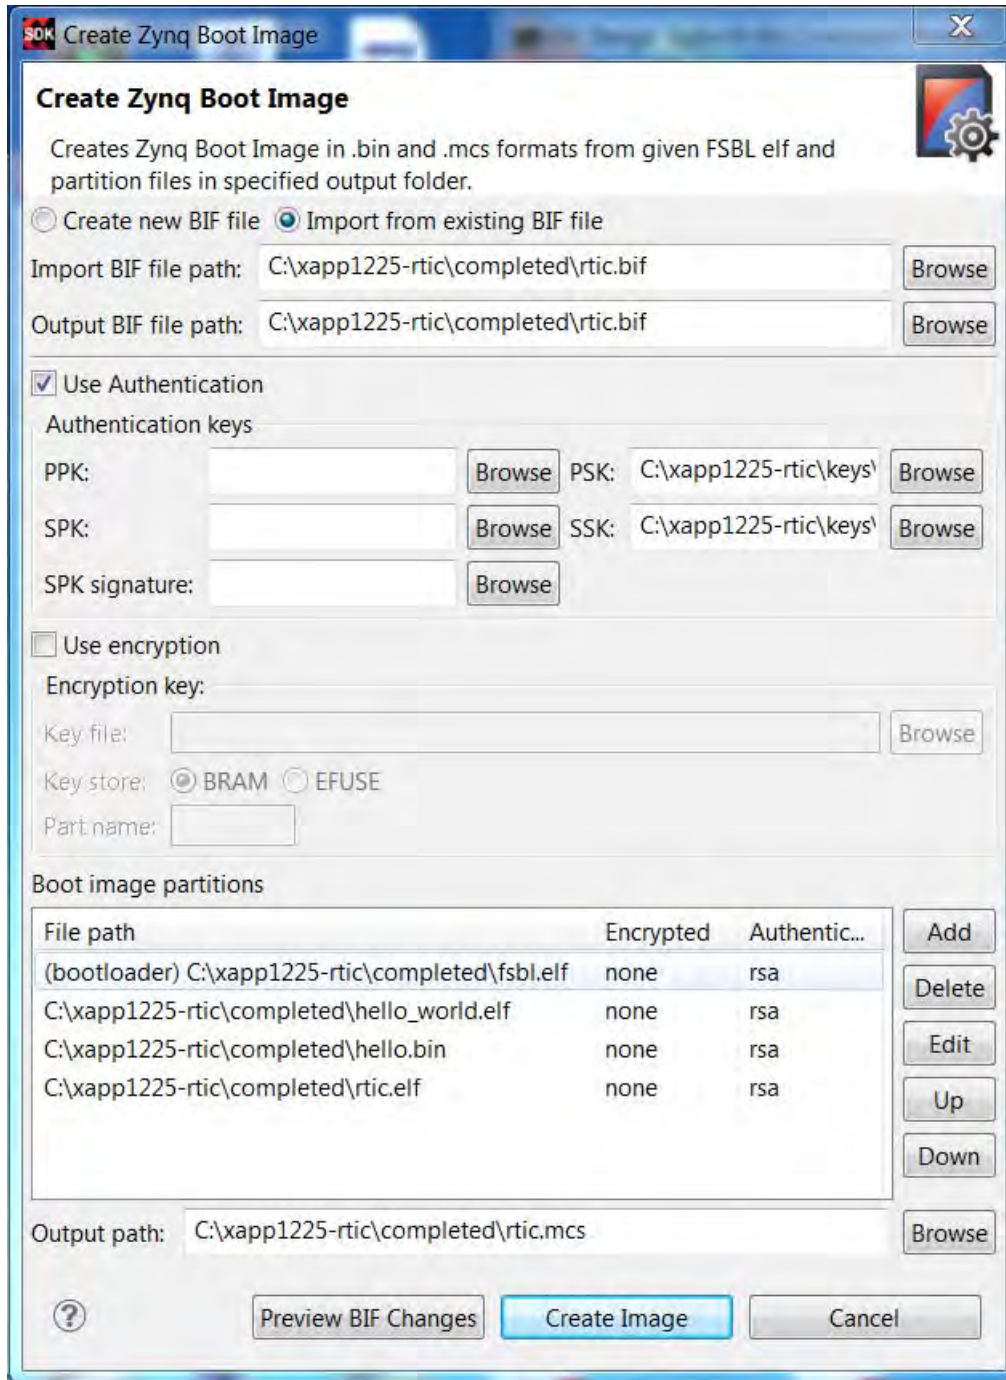 SDK Create Zynq Boot Image X
Create Zynq Boot Image
Creates Zynq Boot Image in .bin and .mcs formats from given FSBL elf and
partition files in specified output folder.
Create new BIF file Import from existing BIF file
Import BIF file path: C:\xapp1225-rtic\completed\rtic.bif Browse
Output BIF file path: C:\xapp1225-rtic\completed\rtic.bif Browse
Use Authentication
Authentication keys
PPK: Browse PSK: C:\xapp1225-rtic\keys\ Browse
SPK: Browse SSK: C:\xapp1225-rtic\keys\ Browse
SPK signature: Browse
Use encryption
Encryption key:
Key file: Browse
Key store: BRAM EFUSE
Part name:
Boot image partitions
File path Encrypted Authentic... Add
(bootloader) C:\xapp1225-rtic\completed\fsbl.elf none rsa
Delete
C:\xapp1225-rtic\completed\hello_world.elf none rsa
C:\xapp1225-rtic\completed\hello.bin none rsa Edit
C:\xapp1225-rtic\completed\rtic.elf none rsa
Up
Down
Output path: C:\xapp1225-rtic\completed\rtic.mcs Browse
? Preview BIF Changes Create Image Cancel